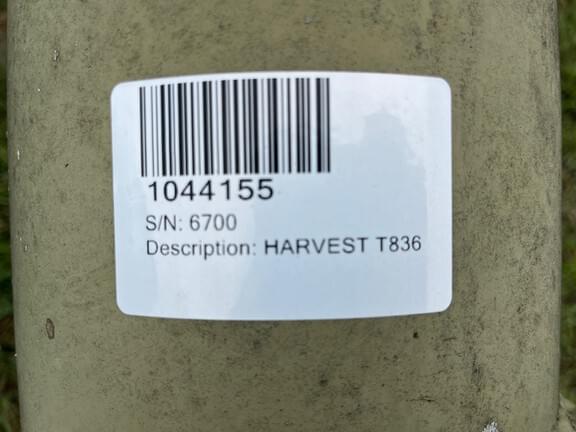 1044155
S/N: 6700
Description: HARVEST T836